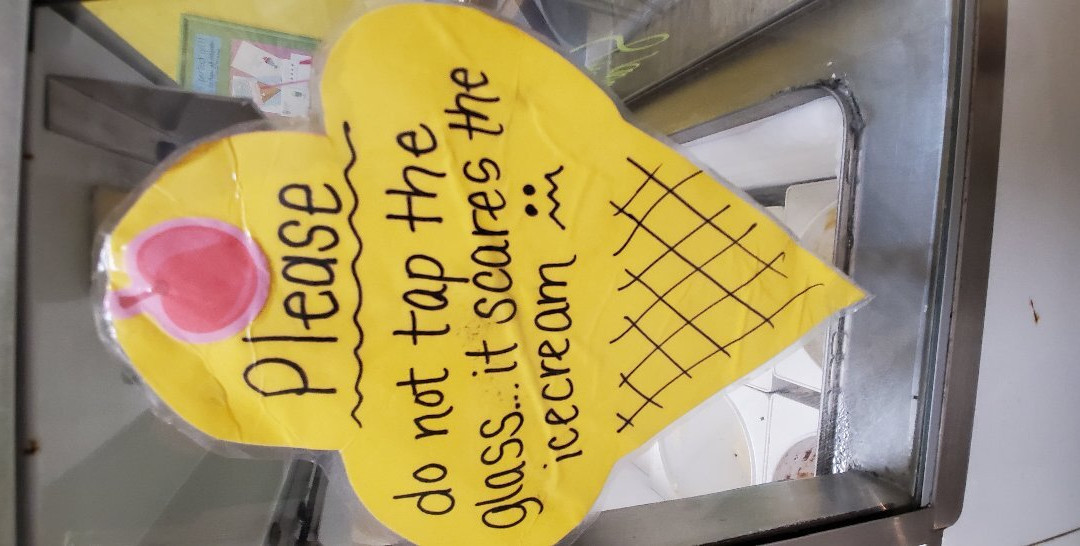 Please
do not tap the
glass...it scares the
icecream